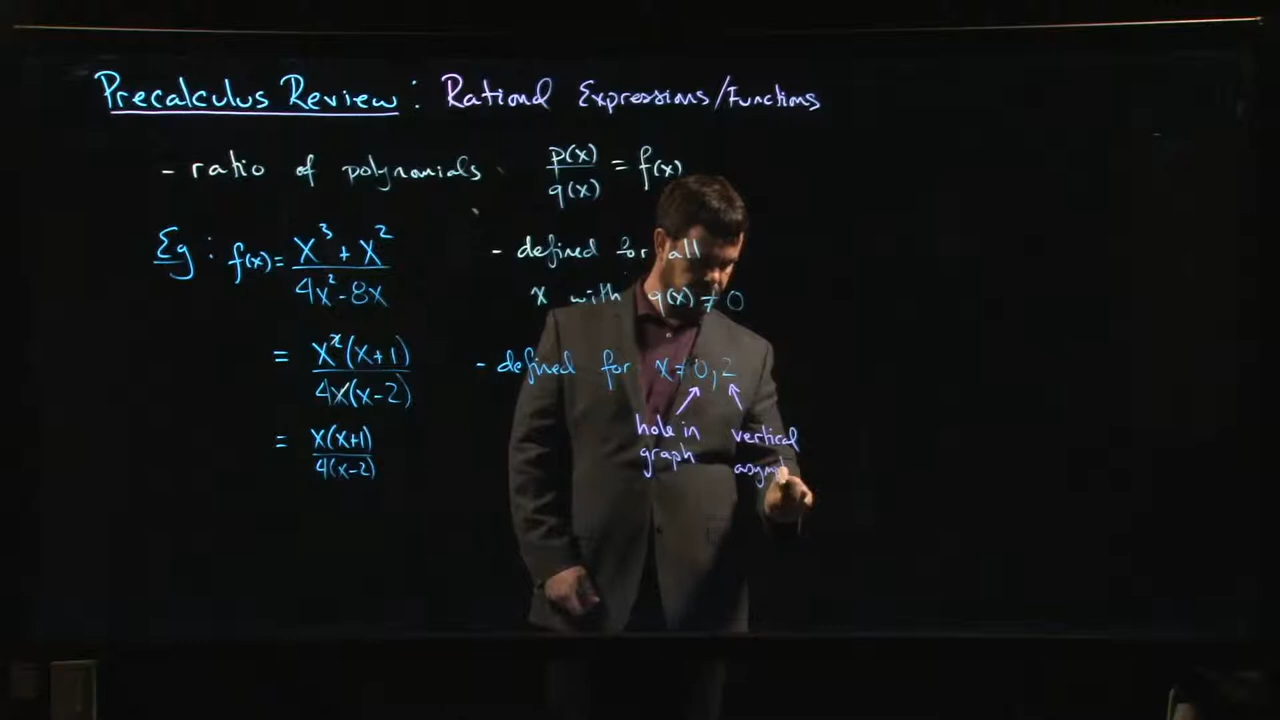 Precalculus Review : Rational Expressions/Functions
- ratio of polynomials p(x)/q(x) = f(x)
Eg : f(x) = (x³ + x²)/(4x² - 8x)
- defined for all
x with q(x) ≠ 0
= x²(x+1)/4x(x-2)
- defined for x ≠ 0, 2
= x(x+1)/4(x-2)
hole in
graph
vertical